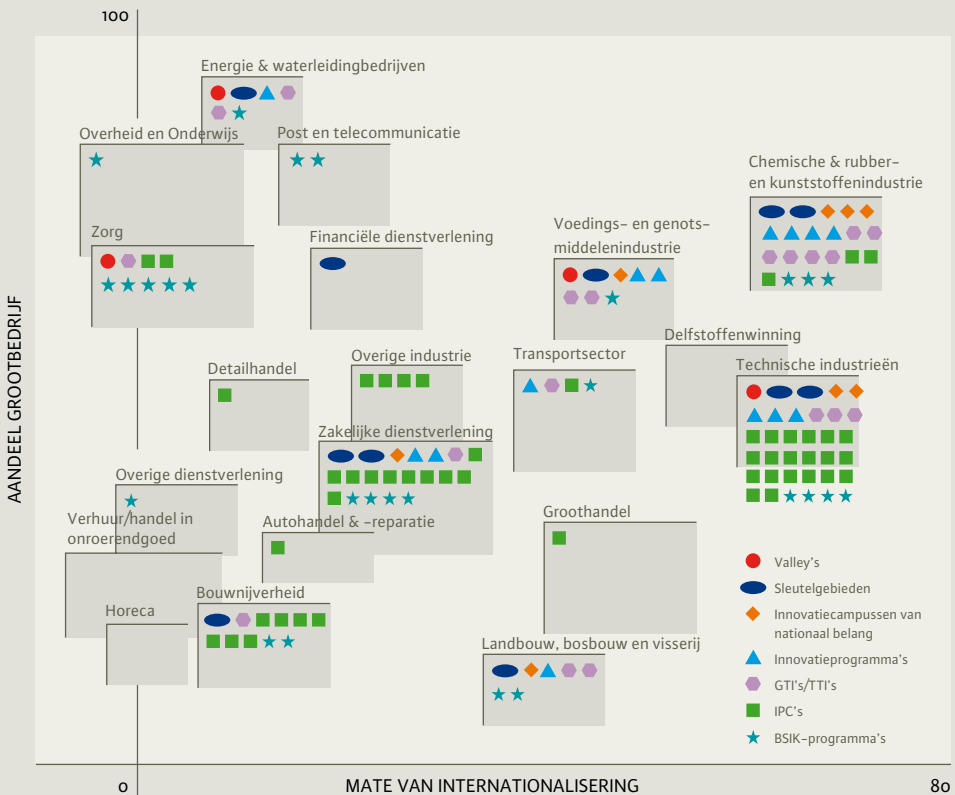 100
Energie & waterleidingbedrijven
Overheid en Onderwijs
Post en telecommunicatie
Chemische & rubber-
en kunststoffenindustrie
Voedings- en genots-
middelenindustrie
Zorg
Financiële dienstverlening
AANDEEL GROOTBEDRIJF
Delfstoffenwinning
Overige industrie
Transportsector
Detailhandel
Technische industrieën
Zakelijke dienstverlening
Overige dienstverlening
Verhuur/handel in
onroerendgoed
Autohandel & -reparatie
Groothandel
Bouwnijverheid
Horeca
Landbouw, bosbouw en visserij
Valley's
Sleutelgebieden
Innovatiecampussen van
nationaal belang
Innovatieprogramma's
GTI's/TTI's
IPC's
BSIK-programma's
0
MATE VAN INTERNATIONALISERING
80